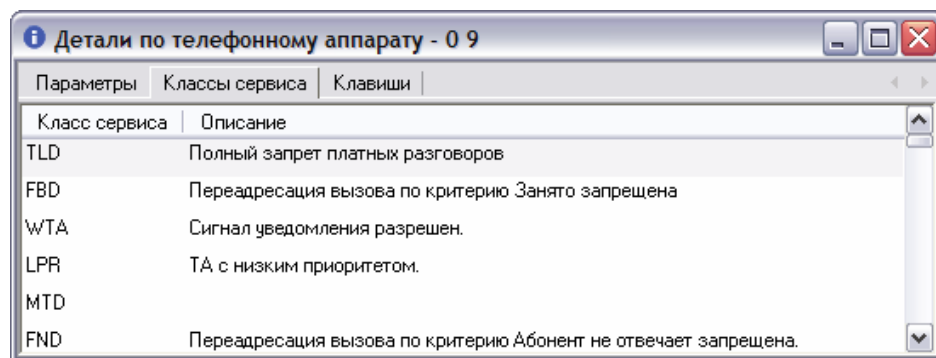 Детали по телефонному аппарату - 0 9
Параметры Классы сервиса Клавиши
Класс сервиса Описание
TLD Полный запрет платных разговоров
FBD Переадресация вызова по критерию Занято запрещена
WTA Сигнал уведомления разрешен.
LPR ТА с низким приоритетом.
MTD
FND Переадресация вызова по критерию Абонент не отвечает запрещена.